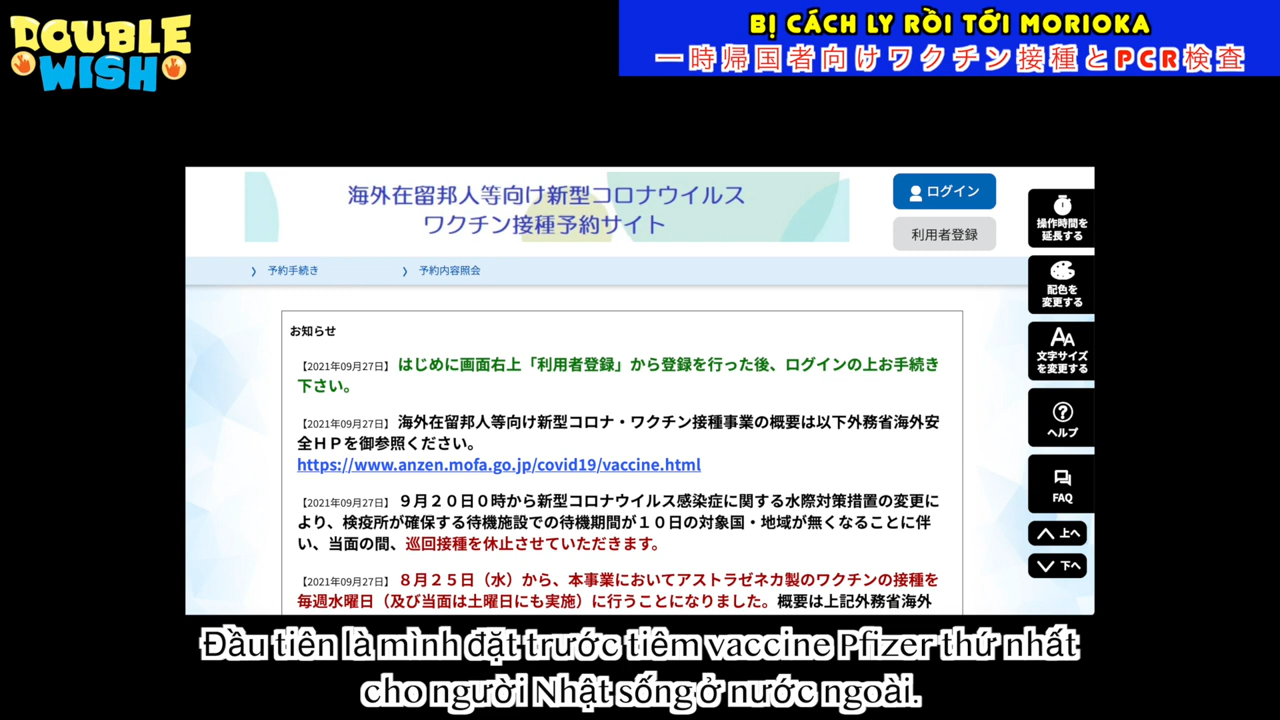 DOUBLE
WISH
BỊ CÁCH LY RỒI TỚI MORIOKA
一時帰国者向けワクチン接種とPCR検査
海外在留邦人等向け新型コロナウイルス
ワクチン接種予約サイト
ログイン
利用者登録
操作時間を
延長する
配色を
変更する
文字サイズ
を変更する
ヘルプ
FAQ
上へ
下へ
予約手続き
予約内容照会
お知らせ
【2021年09月27日】 はじめに画面右上「利用者登録」から登録を行った後、ログインの上お手続き
下さい。
【2021年09月27日】 海外在留邦人等向け新型コロナ・ワクチン接種事業の概要は以下外務省海外安
全ＨＰを御参照ください。
https://www.anzen.mofa.go.jp/covid19/vaccine.html
【2021年09月27日】 ９月２０日０時から新型コロナウイルス感染症に関する水際対策措置の変更に
より、検疫所が確保する待機施設での待機期間が１０日の対象国・地域が無くなることに伴
い、当面の間、巡回接種を休止させていただきます。
【2021年09月27日】 ８月２５日（水）から、本事業においてアストラゼネカ製のワクチンの接種を
毎週水曜日（及び当面は土曜日にも実施）に行うことになりました。概要は上記外務省海外
Đầu tiên là mình đặt trước tiêm vaccine Pfizer thứ nhất
cho người Nhật sống ở nước ngoài.